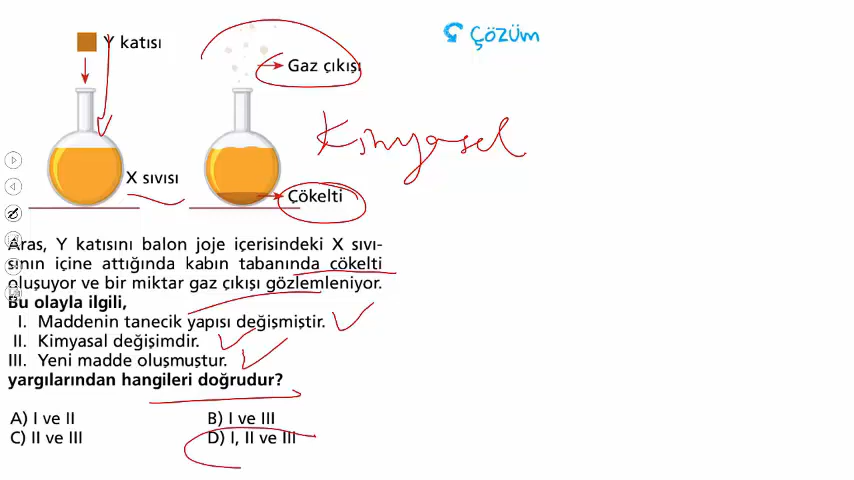 Y katısı
Çözüm
Gaz çıkışı
Kimyasel
X sıvısı
Çökelti
Aras, Y katısını balon joje içerisindeki X sıvı-
sının içine attığında kabın tabanında çökelti
oluşuyor ve bir miktar gaz çıkışı gözlemleniyor.
Bu olayla ilgili,
I. Maddenin tanecik yapısı değişmiştir.
II. Kimyasal değişimdir.
III. Yeni madde oluşmuştur.
yargılarından hangileri doğrudur?
A) I ve II
B) I ve III
C) II ve III
D) I, II ve III